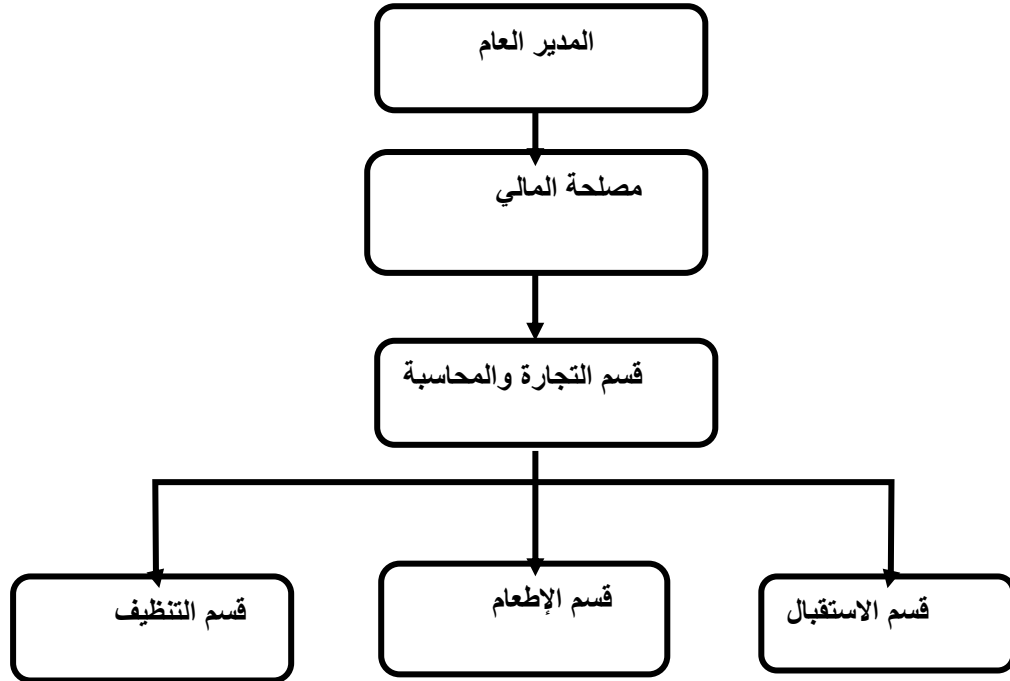 المدير العام
مصلحة المالي
قسم التجارة والمحاسبة
قسم الاستقبال
قسم الإطعام
قسم التنظيف